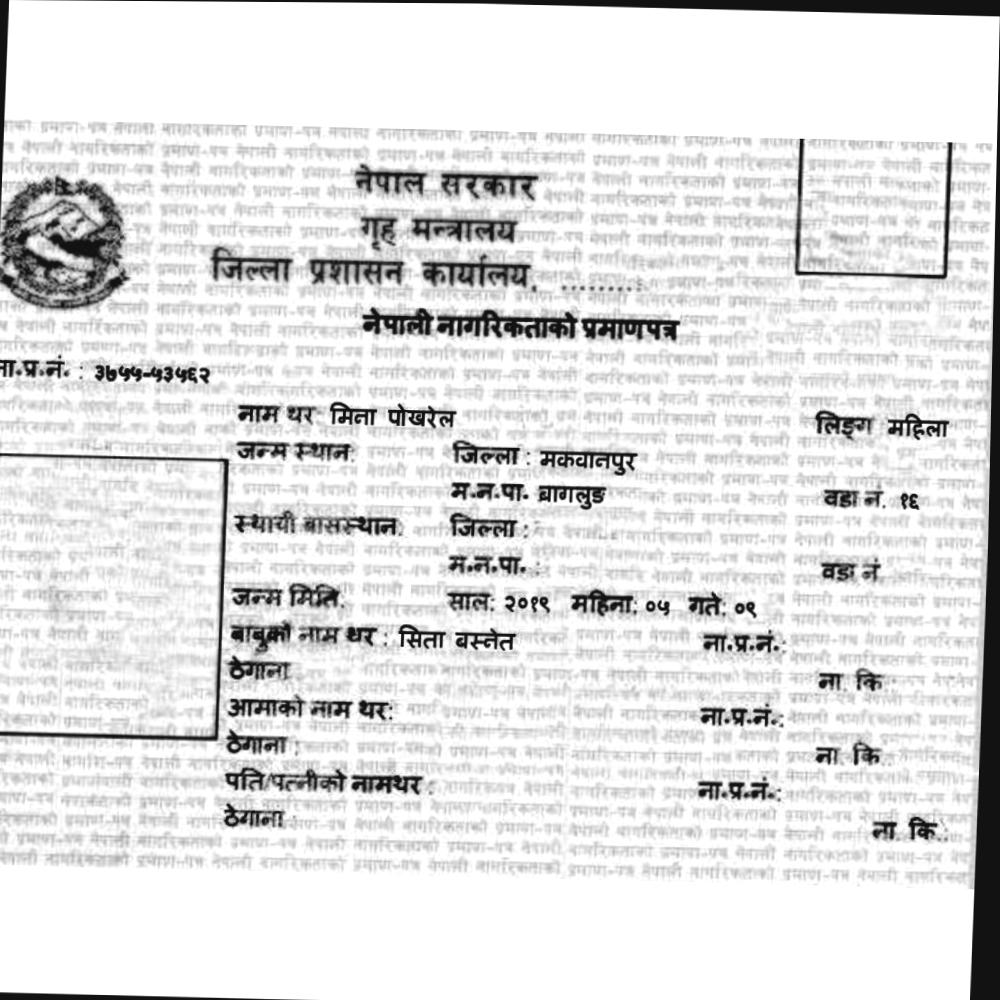 नेपाल सरकार
गृह मन्त्रालय
जिल्ला प्रशासन कार्यालय, ..........
नेपाली नागरिकताको प्रमाणपत्र
ना.प्र.नं. : ३७५५-५३५६२
नाम थर: मिना पोखरेल लिङ्ग: महिला
जन्म स्थान: जिल्ला : मकवानपुर
म.न.पा. बागलुङ वडा नं. १६
स्थायी बासस्थान: जिल्ला :
म.न.पा. : वडा नं
जन्म मिति: साल: २०१९ महिना: ०५ गते: ०९
बाबुको नाम थर : सिता बस्नेत ना.प्र.नं.:
ठेगाना ना. कि.:
आमाको नाम थर: ना.प्र.नं.:
ठेगाना : ना. कि.:
पति/पत्नीको नामथर : ना.प्र.नं.:
ठेगाना : ना. कि.: